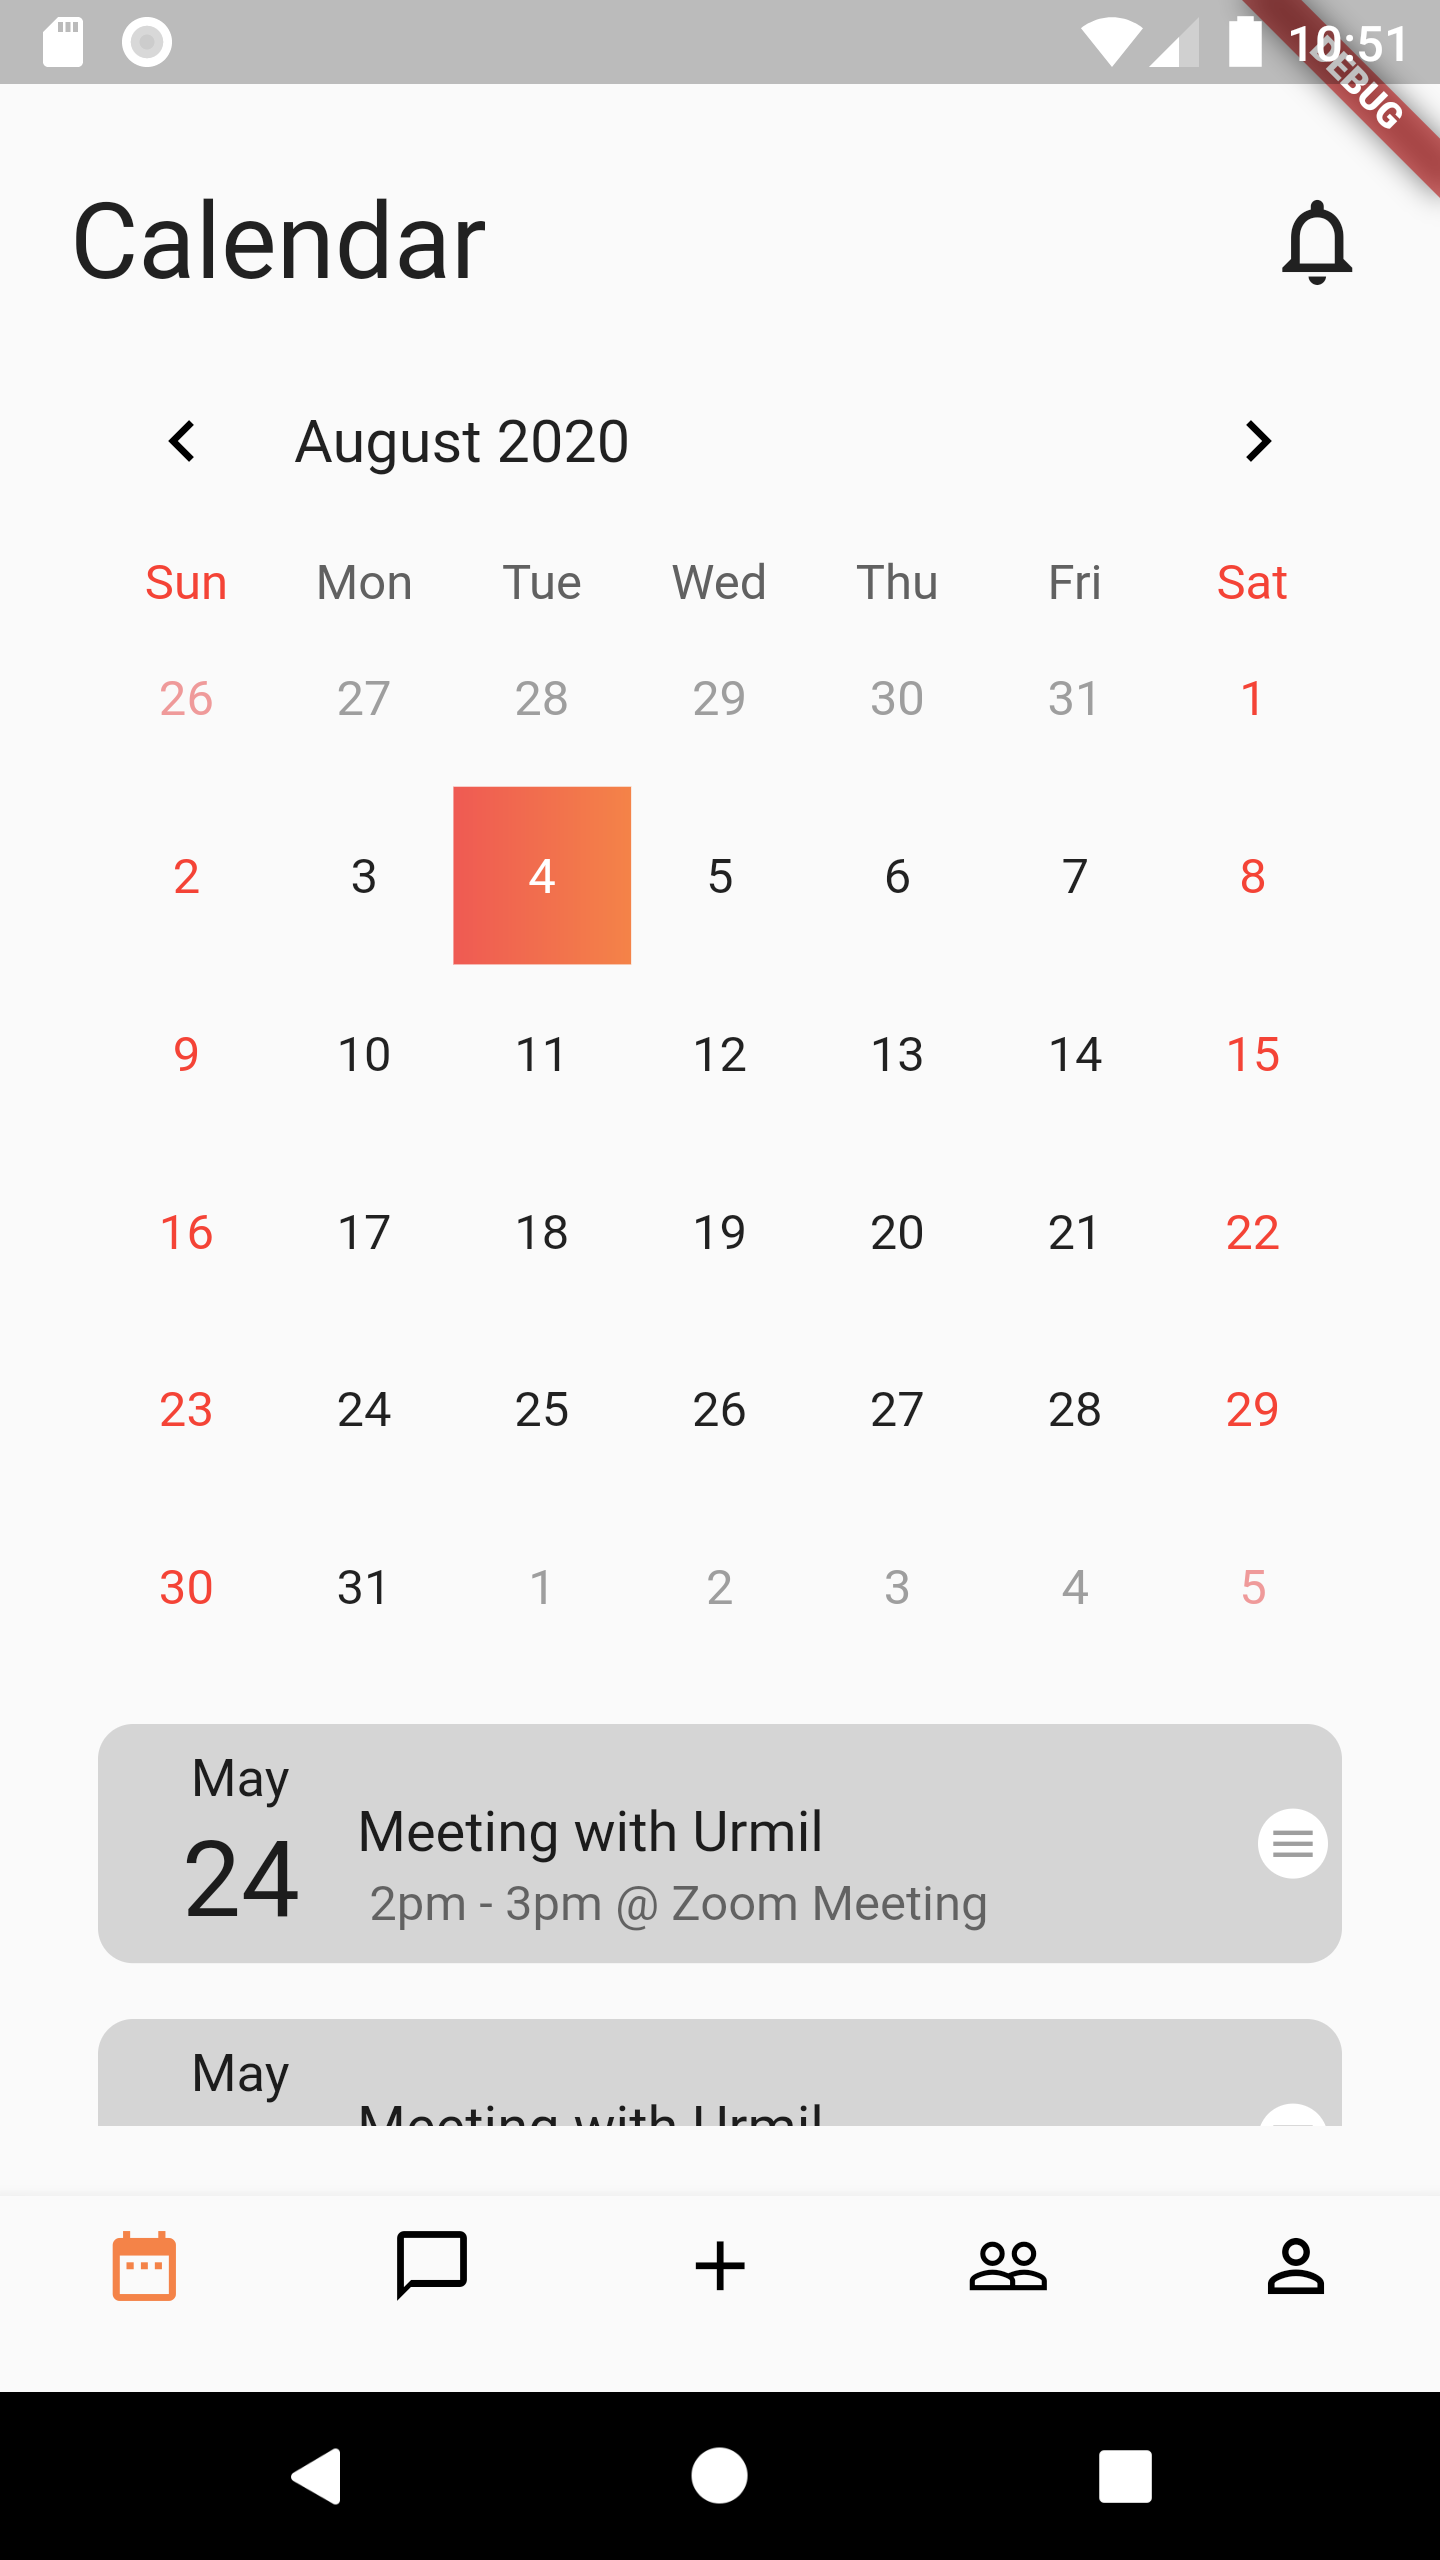 10:51
DEBUG
Calendar
August 2020
Sun Mon Tue Wed Thu Fri Sat
26 27 28 29 30 31 1
2 3 4 5 6 7 8
9 10 11 12 13 14 15
16 17 18 19 20 21 22
23 24 25 26 27 28 29
30 31 1 2 3 4 5
May
24
Meeting with Urmil
2pm - 3pm @ Zoom Meeting
May
Meeting with Urmil